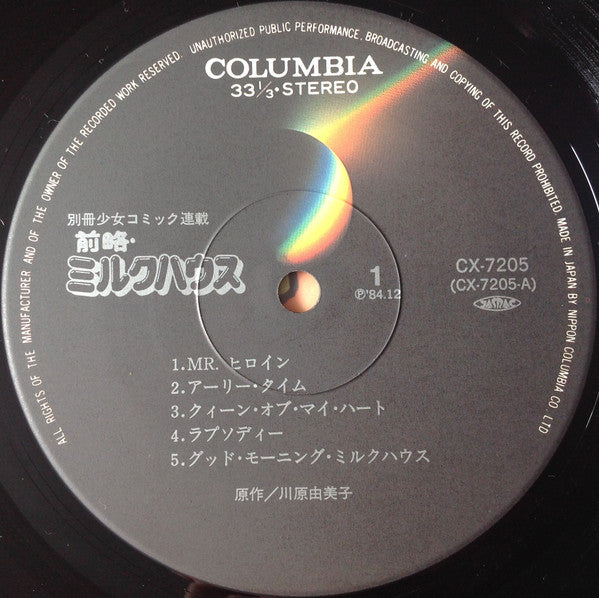 ALL RIGHTS OF THE MANUFACTURER AND OF THE OWNER OF THE RECORDED WORK RESERVED. UNAUTHORIZED PUBLIC PERFORMANCE, BROADCASTING AND COPYING OF THIS RECORD PROHIBITED. MADE IN JAPAN BY NIPPON COLUMBIA CO. LTD
COLUMBIA
33⅓・STEREO
別冊少女コミック連載
前略・
ミルクハウス
1
℗'84.12
CX-7205
(CX-7205-A)
JASRAC
1.MR. ヒロイン
2.アーリー・タイム
3.クィーン・オブ・マイ・ハート
4.ラプソディー
5.グッド・モーニング・ミルクハウス
原作/川原由美子